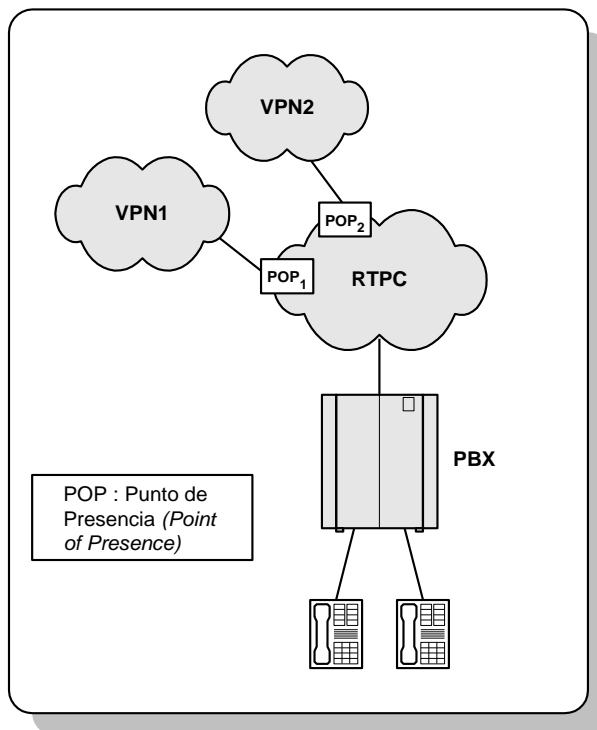 VPN2
VPN1
POP2
POP1
RTPC
PBX
POP : Punto de
Presencia (Point
of Presence)